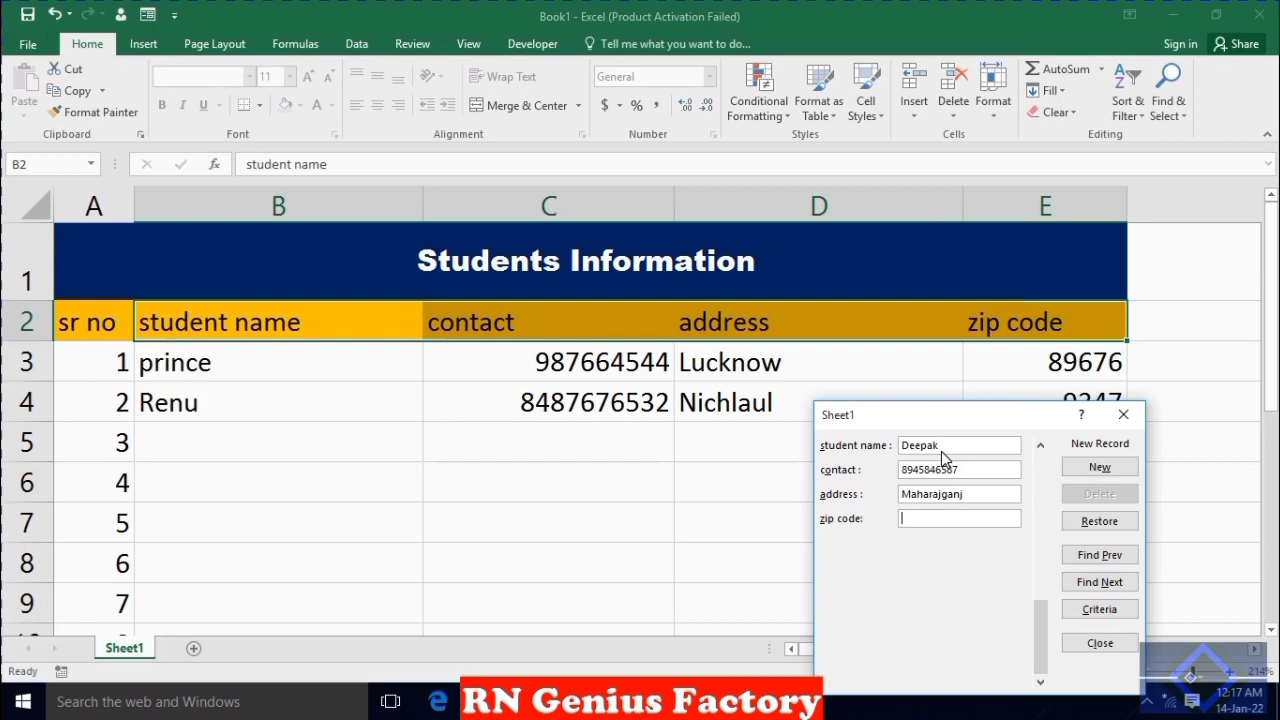 Book1 - Excel (Product Activation Failed)
File Home Insert Page Layout Formulas Data Review View Developer Tell me what you want to do... Sign in Share
Cut
Copy
Format Painter
Paste
Clipboard
11
B I U A
Font
Wrap Text
Merge & Center
Alignment
General
$ % ,
Number
Conditional Formatting
Format as Table
Cell Styles
Styles
Insert Delete Format
Cells
AutoSum
Fill
Clear
Sort & Filter
Find & Select
Editing
B2 fx student name
A B C D E
1 Students Information
2 sr no student name contact address zip code
3 1 prince 987664544 Lucknow 89676
4 2 Renu 8487676532 Nichlaul
5 3
6 4
7 5
8 6
9 7
Sheet1 ?
student name : Deepak New Record
contact : 8945846587 New
address : Maharajganj Delete
zip code: Restore
Find Prev
Find Next
Criteria
Close
Sheet1
Ready 214%
Search the web and Windows
RN Genius Factory
12:17 AM
14-Jan-22